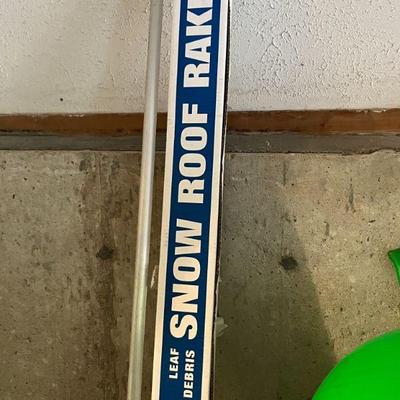 LEAF
DEBRIS
SNOW ROOF RAKE